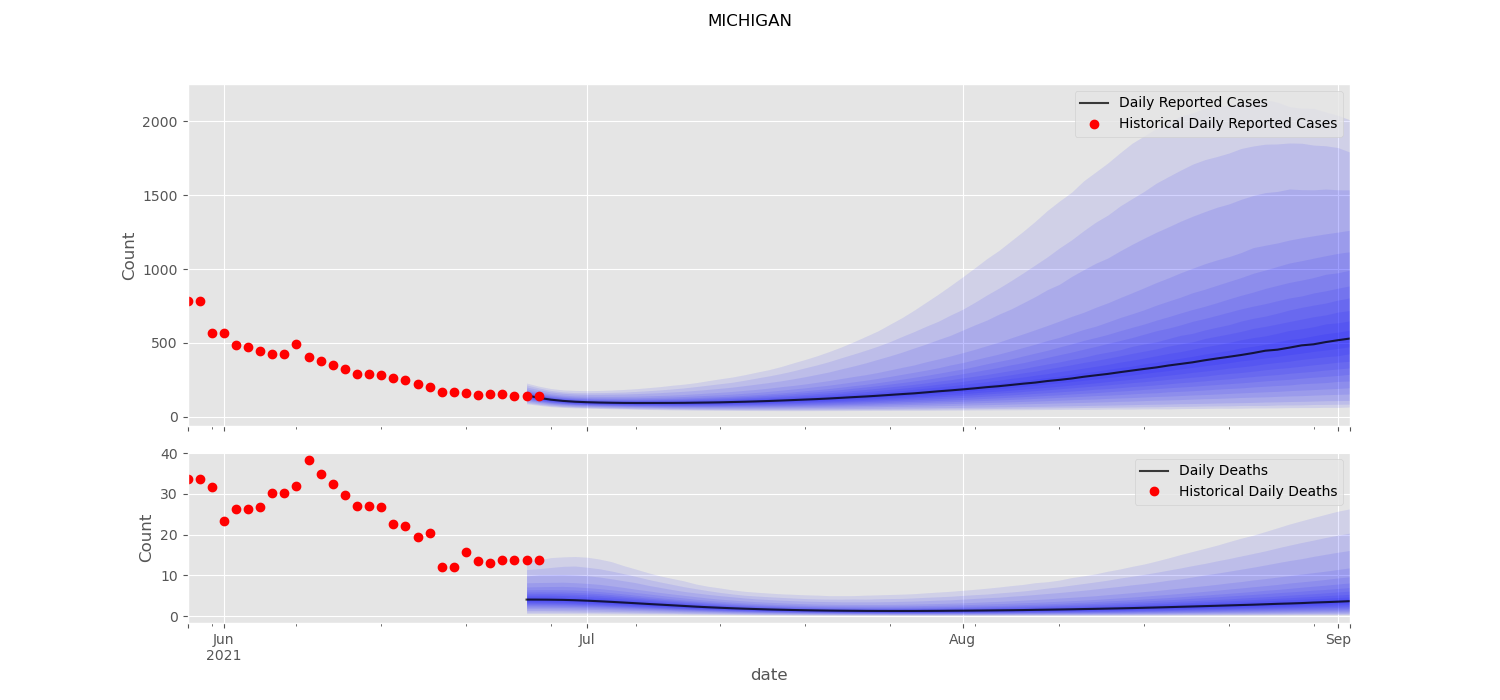 MICHIGAN
Daily Reported Cases
Historical Daily Reported Cases
2000
1500
1000
500
0
Count
Daily Deaths
Historical Daily Deaths
40
30
20
10
0
Count
Jun
2021
Jul
Aug
Sep
date